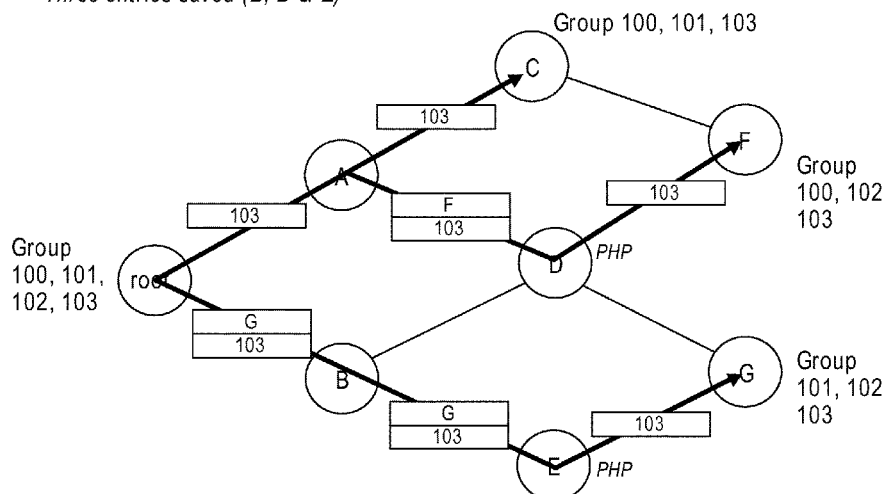 Three entries saved (B, D & E)
Group 100, 101, 103
C
103
F
A
Group
100, 102
103
103
F
103
103
D
PHP
Group
100, 101,
102, 103
root
G
103
B
Group
101, 102
103
G
G
103
103
E
PHP